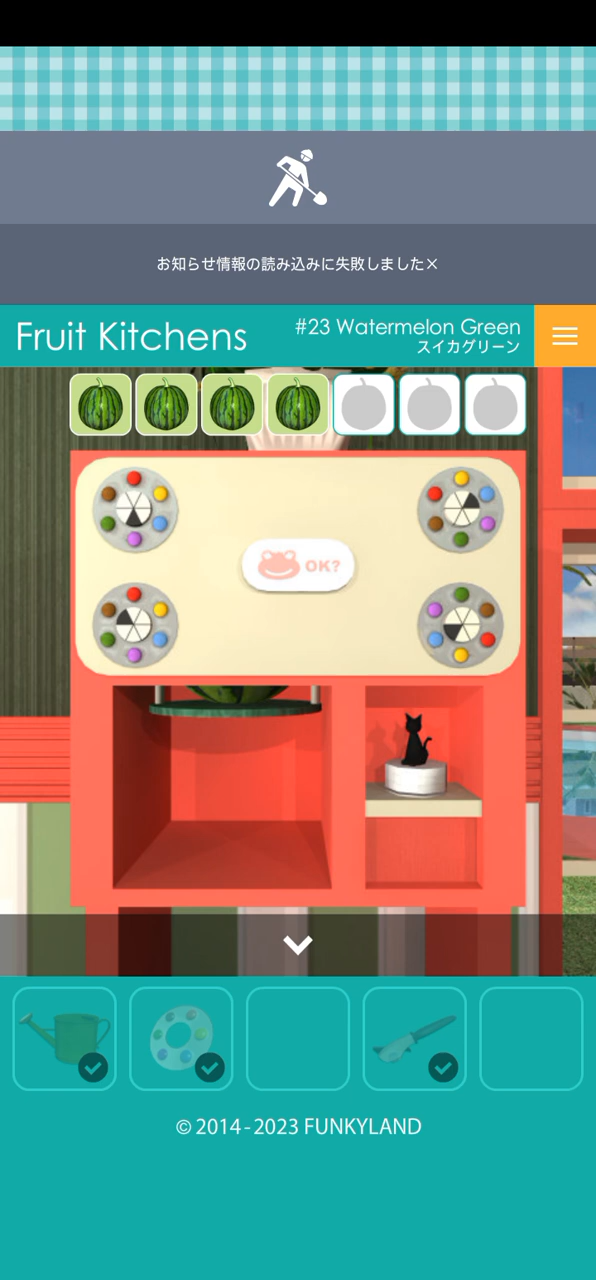 お知らせ情報の読み込みに失敗しました×
Fruit Kitchens
#23 Watermelon Green
スイカグリーン
OK?
© 2014-2023 FUNKYLAND